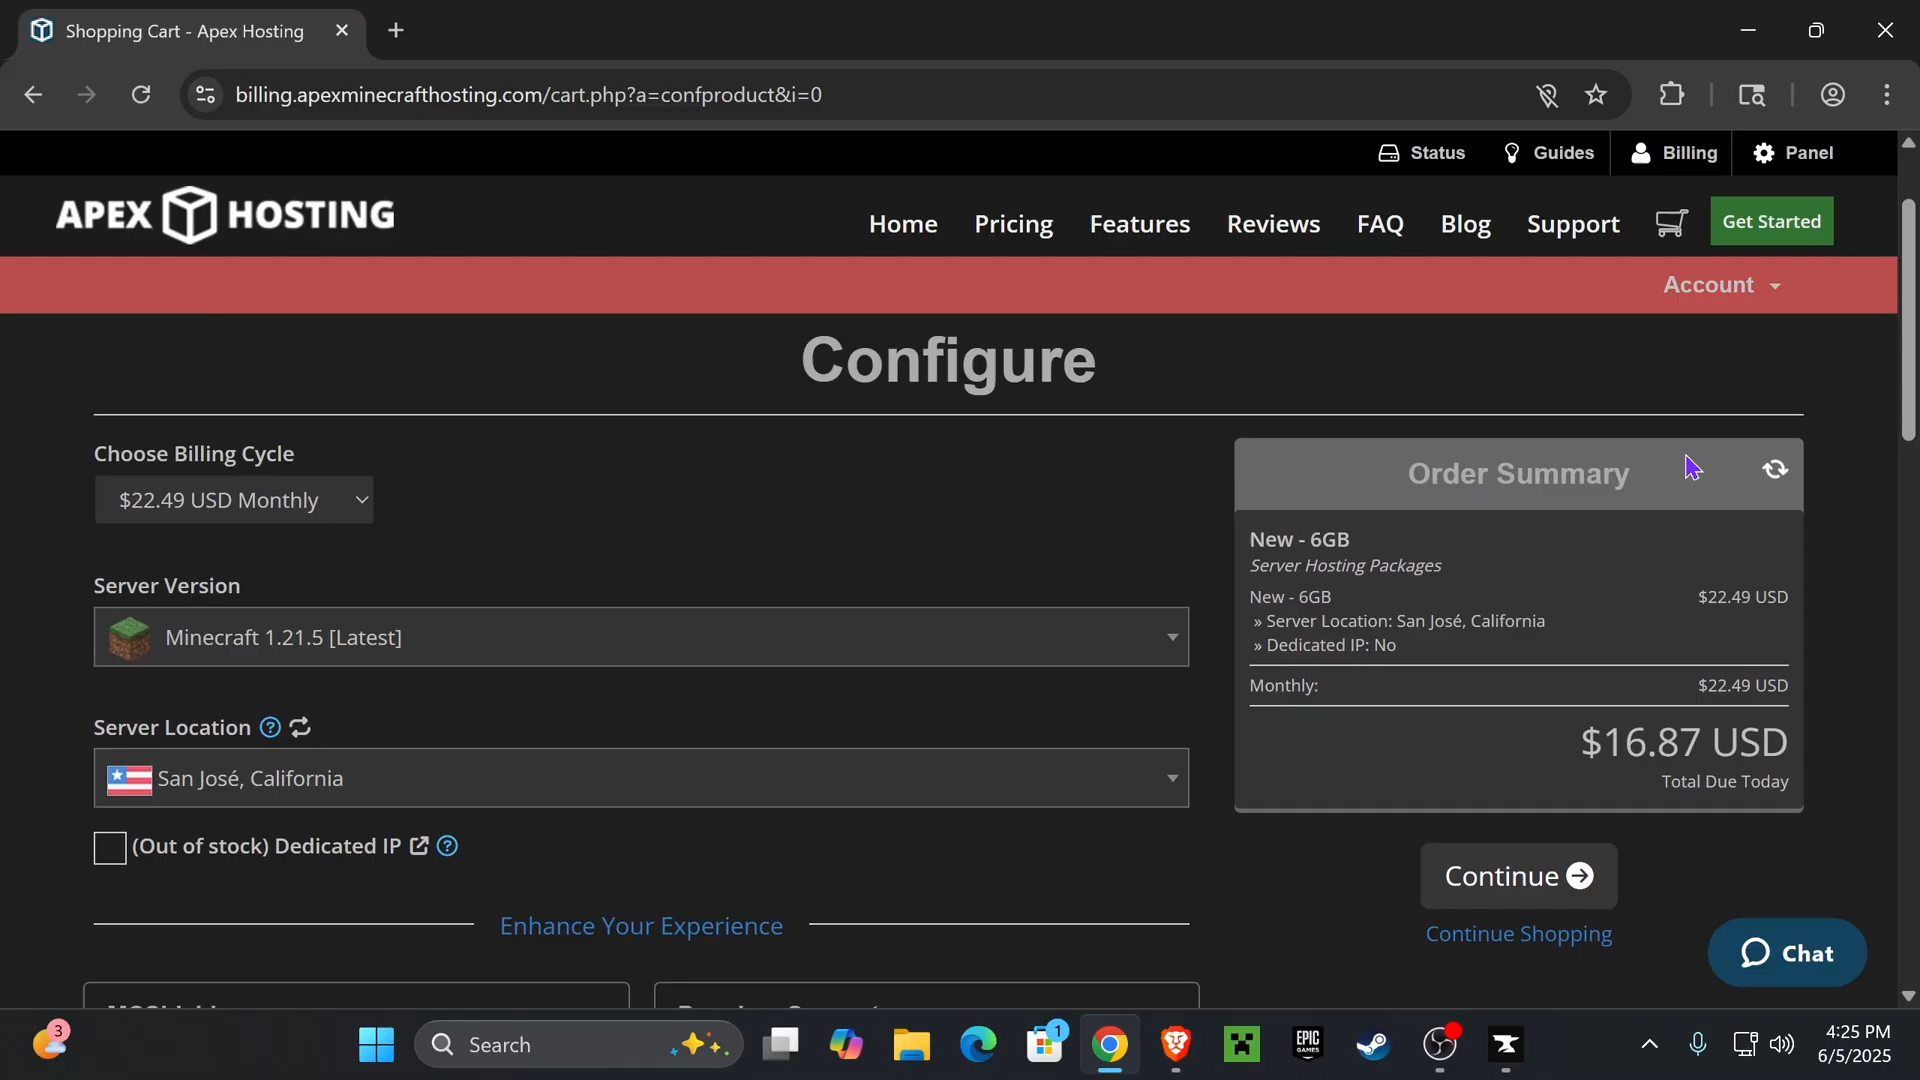 Shopping Cart - Apex Hosting
billing.apexminecrafthosting.com/cart.php?a=confproduct&i=0
Status
Guides
Billing
Panel
APEX HOSTING
Home
Pricing
Features
Reviews
FAQ
Blog
Support
Get Started
Account
Configure
Choose Billing Cycle
$22.49 USD Monthly
Server Version
Minecraft 1.21.5 [Latest]
Server Location ?
San José, California
(Out of stock) Dedicated IP ?
Enhance Your Experience
Order Summary
New - 6GB
Server Hosting Packages
New - 6GB $22.49 USD
» Server Location: San José, California
» Dedicated IP: No
Monthly: $22.49 USD
$16.87 USD
Total Due Today
Continue
Continue Shopping
Chat
3
Search
1
EPIC
GAMES
4:25 PM
6/5/2025